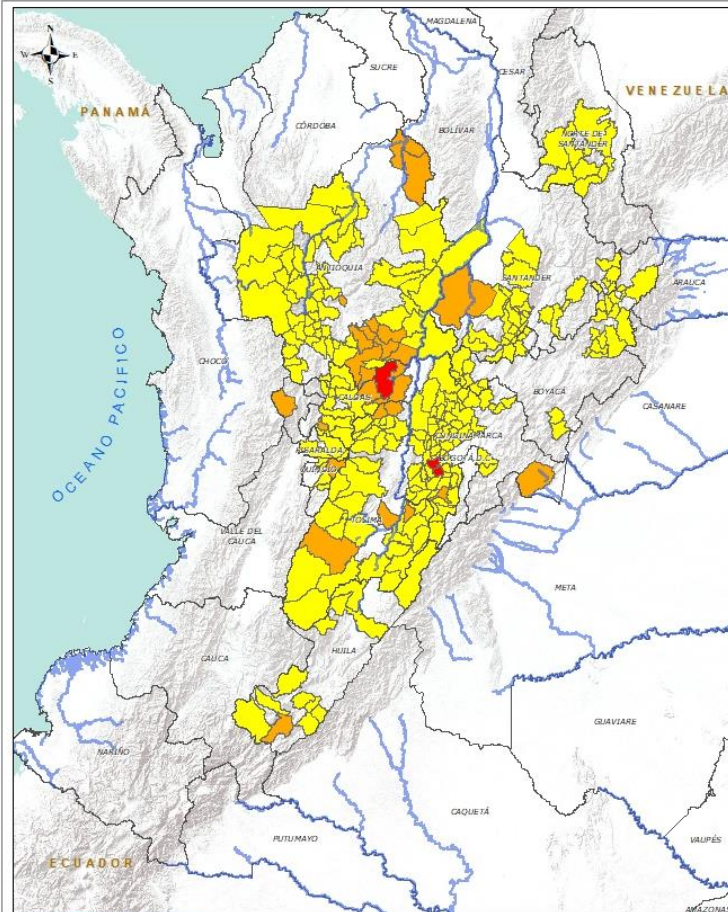 MAGDALENA
N
W E
S
SUCRE
CESAR
VENEZUELA
PANAMÁ
CÓRDOBA
BOLÍVAR
NORTE DE
SANTANDER
ANTIOQUIA
SANTANDER
ARAUCA
CHOCÓ
BOYACÁ
CALDAS
CASANARE
CUNDINAMARCA
RISARALDA
BOGOTÁ, D.C.
QUINDÍO
OCEANO PACIFICO
TOLIMA
VALLE DEL
CAUCA
META
HUILA
CAUCA
GUAVIARE
NARIÑO
CAQUETÁ
PUTUMAYO
VAUPÉS
ECUADOR
AMAZONAS